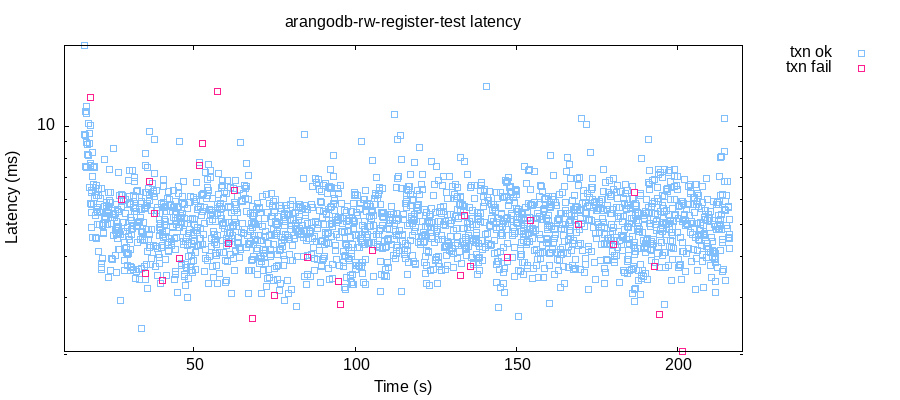 arangodb-rw-register-test latency
txn ok
txn fail
10
Latency (ms)
50 100 150 200
Time (s)